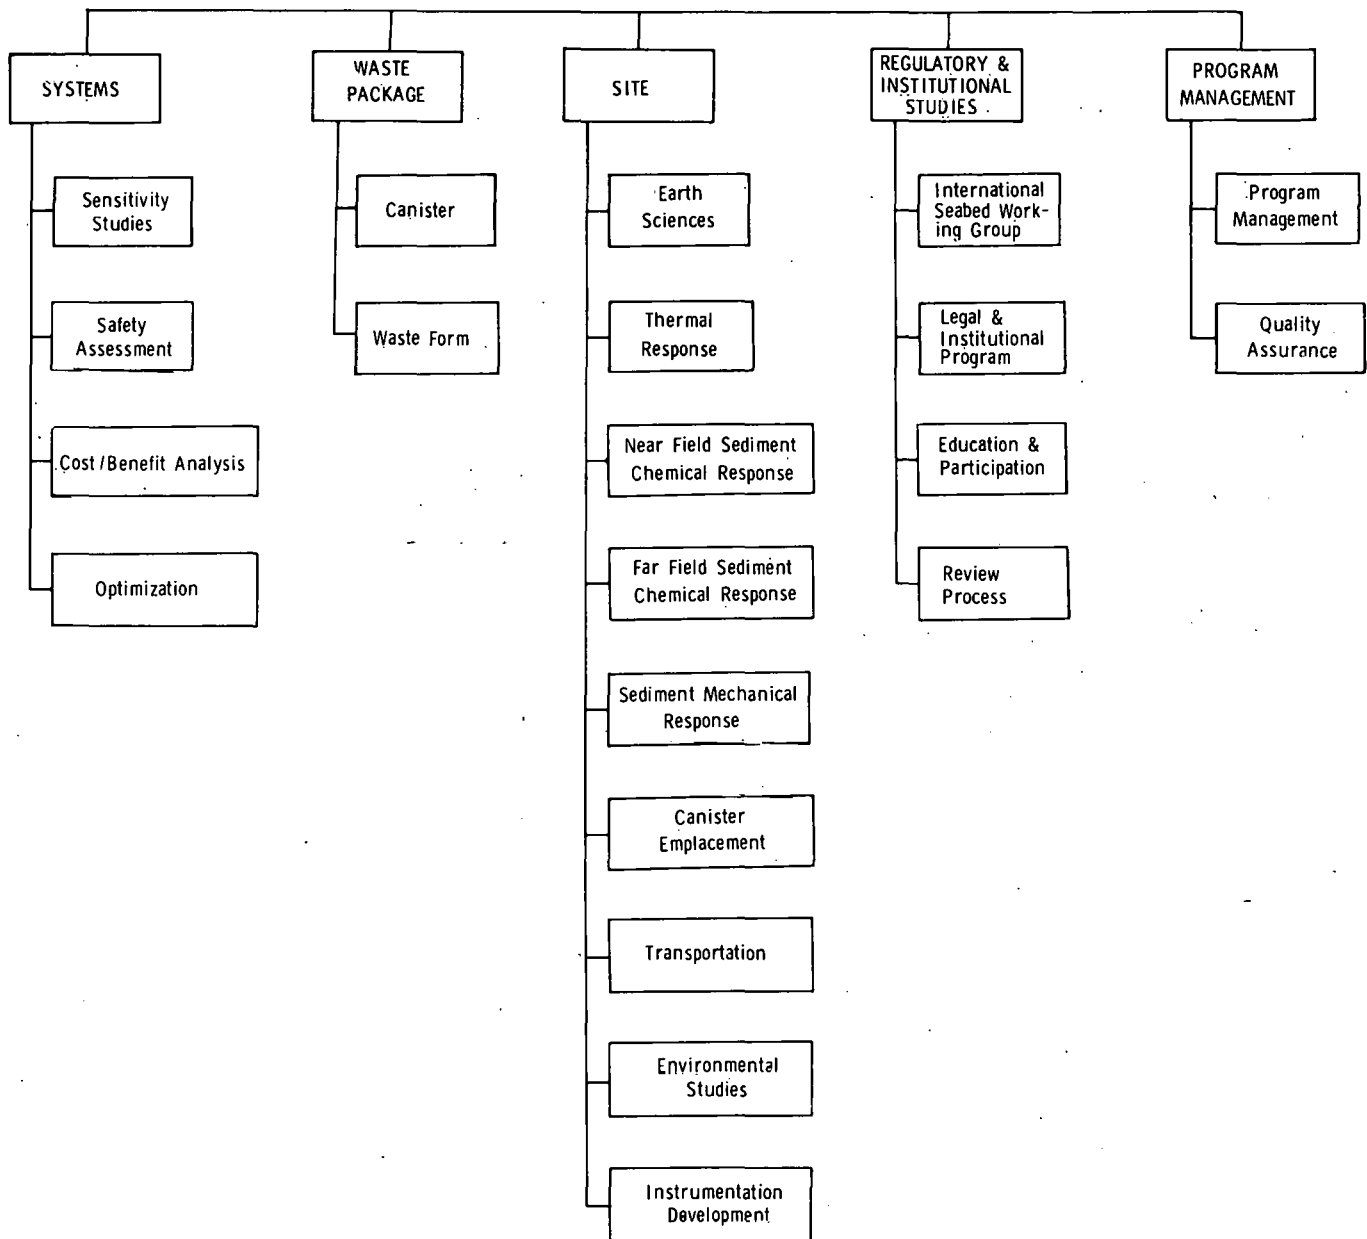 SYSTEMS
Sensitivity
Studies
Safety
Assessment
Cost/Benefit Analysis
Optimization
WASTE
PACKAGE
Canister
Waste Form
SITE
Earth
Sciences
Thermal
Response
Near Field Sediment
Chemical Response
Far Field Sediment
Chemical Response
Sediment Mechanical
Response
Canister
Emplacement
Transportation
Environmental
Studies
Instrumentation
Development
REGULATORY &
INSTITUTIONAL
STUDIES
International
Seabed Work-
ing Group
Legal &
Institutional
Program
Education &
Participation
Review
Process
PROGRAM
MANAGEMENT
Program
Management
Quality
Assurance